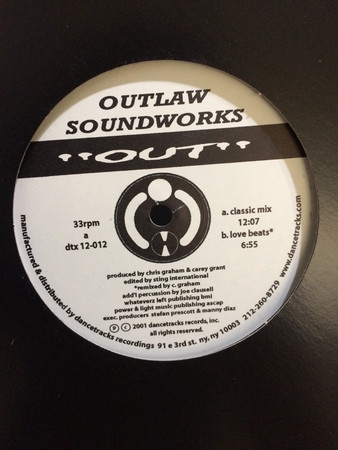 OUTLAW
SOUNDWORKS
"OUT"
33rpm
a
dtx 12-012
a. classic mix
12:07
b. love beats*
6:55
produced by chris graham & carey grant
edited by sting international
*remixed by c. graham
add'l percussion by joe claussell
whateverz left publishing bmi
power & light music publishing ascap
exec. producers stefan prescott & manny diaz
℗ © 2001 dancetracks records, inc.
all rights reserved.
manufactured & distributed by dancetracks recordings 91 e 3rd st. ny, ny 10003 212-260-8729 www.dancetracks.com